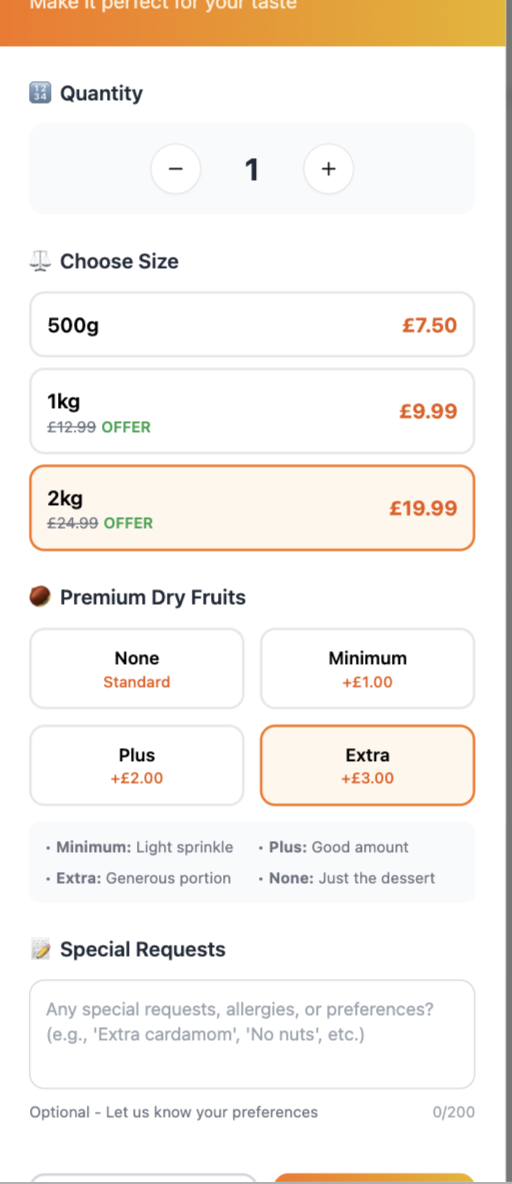 Make it perfect for your taste
Quantity
− 1 +
Choose Size
500g £7.50
1kg
£12.99 OFFER £9.99
2kg
£24.99 OFFER £19.99
Premium Dry Fruits
None Minimum
Standard +£1.00
Plus Extra
+£2.00 +£3.00
• Minimum: Light sprinkle • Plus: Good amount
• Extra: Generous portion • None: Just the dessert
Special Requests
Any special requests, allergies, or preferences?
(e.g., 'Extra cardamom', 'No nuts', etc.)
Optional - Let us know your preferences 0/200